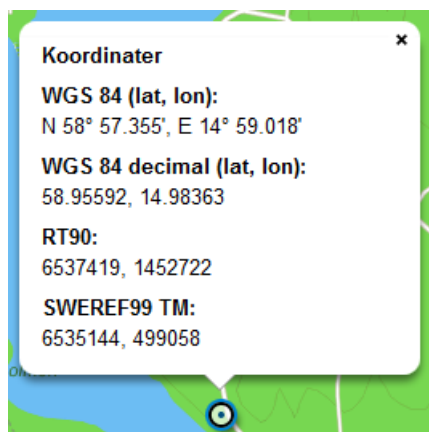 Koordinater
×
WGS 84 (lat, lon):
N 58° 57.355', E 14° 59.018'
WGS 84 decimal (lat, lon):
58.95592, 14.98363
RT90:
6537419, 1452722
SWEREF99 TM:
6535144, 499058